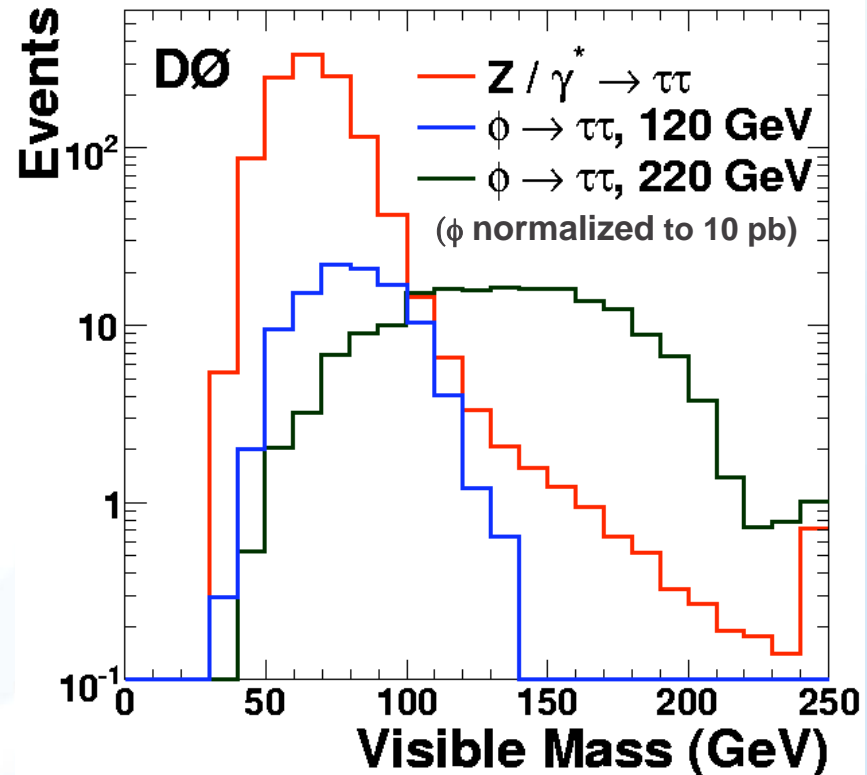 DØ
Z / γ* → ττ
ϕ → ττ, 120 GeV
ϕ → ττ, 220 GeV
(ϕ normalized to 10 pb)
Events
10²
10
1
10⁻¹
0 50 100 150 200 250
Visible Mass (GeV)